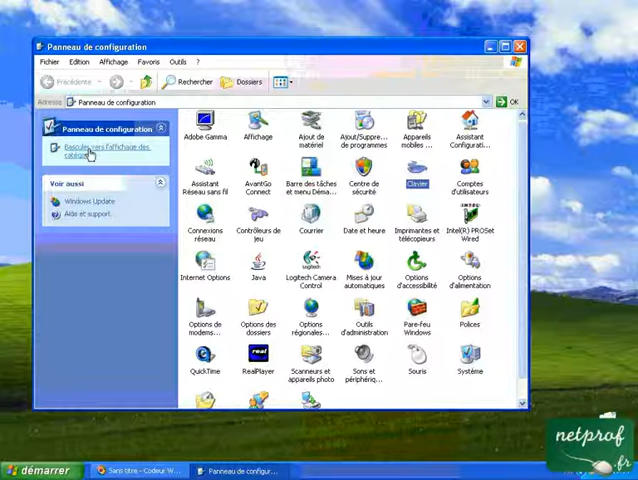 Panneau de configuration
Fichier Edition Affichage Favoris Outils ?
Précédente Rechercher Dossiers
Adresse Panneau de configuration OK
Panneau de configuration
Basculer vers l'affichage des
Voir aussi
Windows Update
Aide et support
Adobe Gamma
Affichage
Ajout de
matériel
Ajout/Suppre...
de programmes
Appareils
mobiles ...
Assistant
Configurati...
Assistant
Réseau sans fil
AvantGo
Connect
Barre des tâches
et menu Déma...
Centre de
sécurité
Clavier
Comptes
d'utilisateurs
Connexions
réseau
Contrôleurs de
jeu
Courrier
Date et heure
Imprimantes et
télécopieurs
Intel(R) PROSet
Wired
Internet Options
Java
Logitech Camera
Control
Mises à jour
automatiques
Options
d'accessibilité
Options
d'alimentation
Options de
modems...
Options des
dossiers
Options
régionales...
Outils
d'administration
Pare-feu
Windows
Polices
QuickTime
real
RealPlayer
Scanneurs et
appareils photo
Sons et
périphériq...
Souris
Système
démarrer
Sans titre - Codeur W...
Panneau de configur...
netprof
.fr